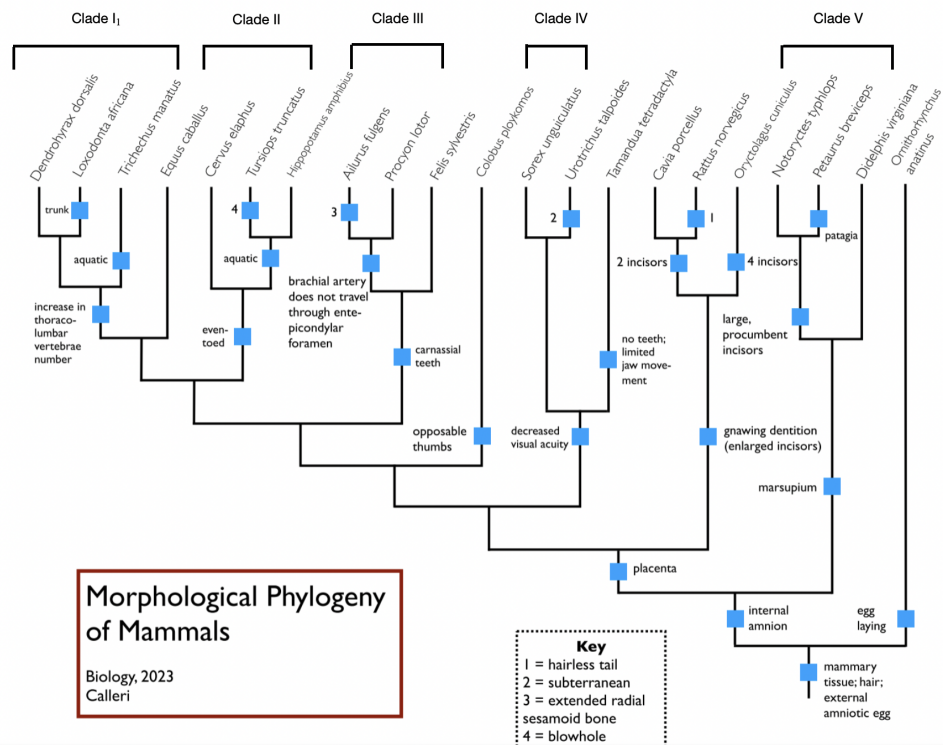 Clade I₁
Clade II
Clade III
Clade IV
Clade V
Dendrohyrax dorsalis
Loxodonta africana
Trichechus manatus
Equus caballus
Cervus elaphus
Tursiops truncatus
Hippopotamus amphibius
Ailurus fulgens
Procyon lotor
Felis sylvestris
Colobus ploykomos
Sorex unguiculatus
Urotrichus talpoides
Tamandua tetradactyla
Cavia porcellus
Rattus norvegicus
Oryctolagus cuniculus
Notoryctes typhlops
Petaurus breviceps
Didelphis virginiana
Ornithorhynchus
anatinus
trunk
4
3
2
1
patagia
aquatic
aquatic
2 incisors
4 incisors
brachial artery
does not travel
through ente-
picondylar
foramen
increase in
thoraco-
lumbar
vertebrae
number
even-
toed
carnassial
teeth
no teeth;
limited
jaw move-
ment
large,
procumbent
incisors
opposable
thumbs
decreased
visual acuity
gnawing dentition
(enlarged incisors)
marsupium
placenta
internal
amnion
egg
laying
mammary
tissue; hair;
external
amniotic egg
Morphological Phylogeny
of Mammals
Biology, 2023
Calleri
Key
1 = hairless tail
2 = subterranean
3 = extended radial
sesamoid bone
4 = blowhole